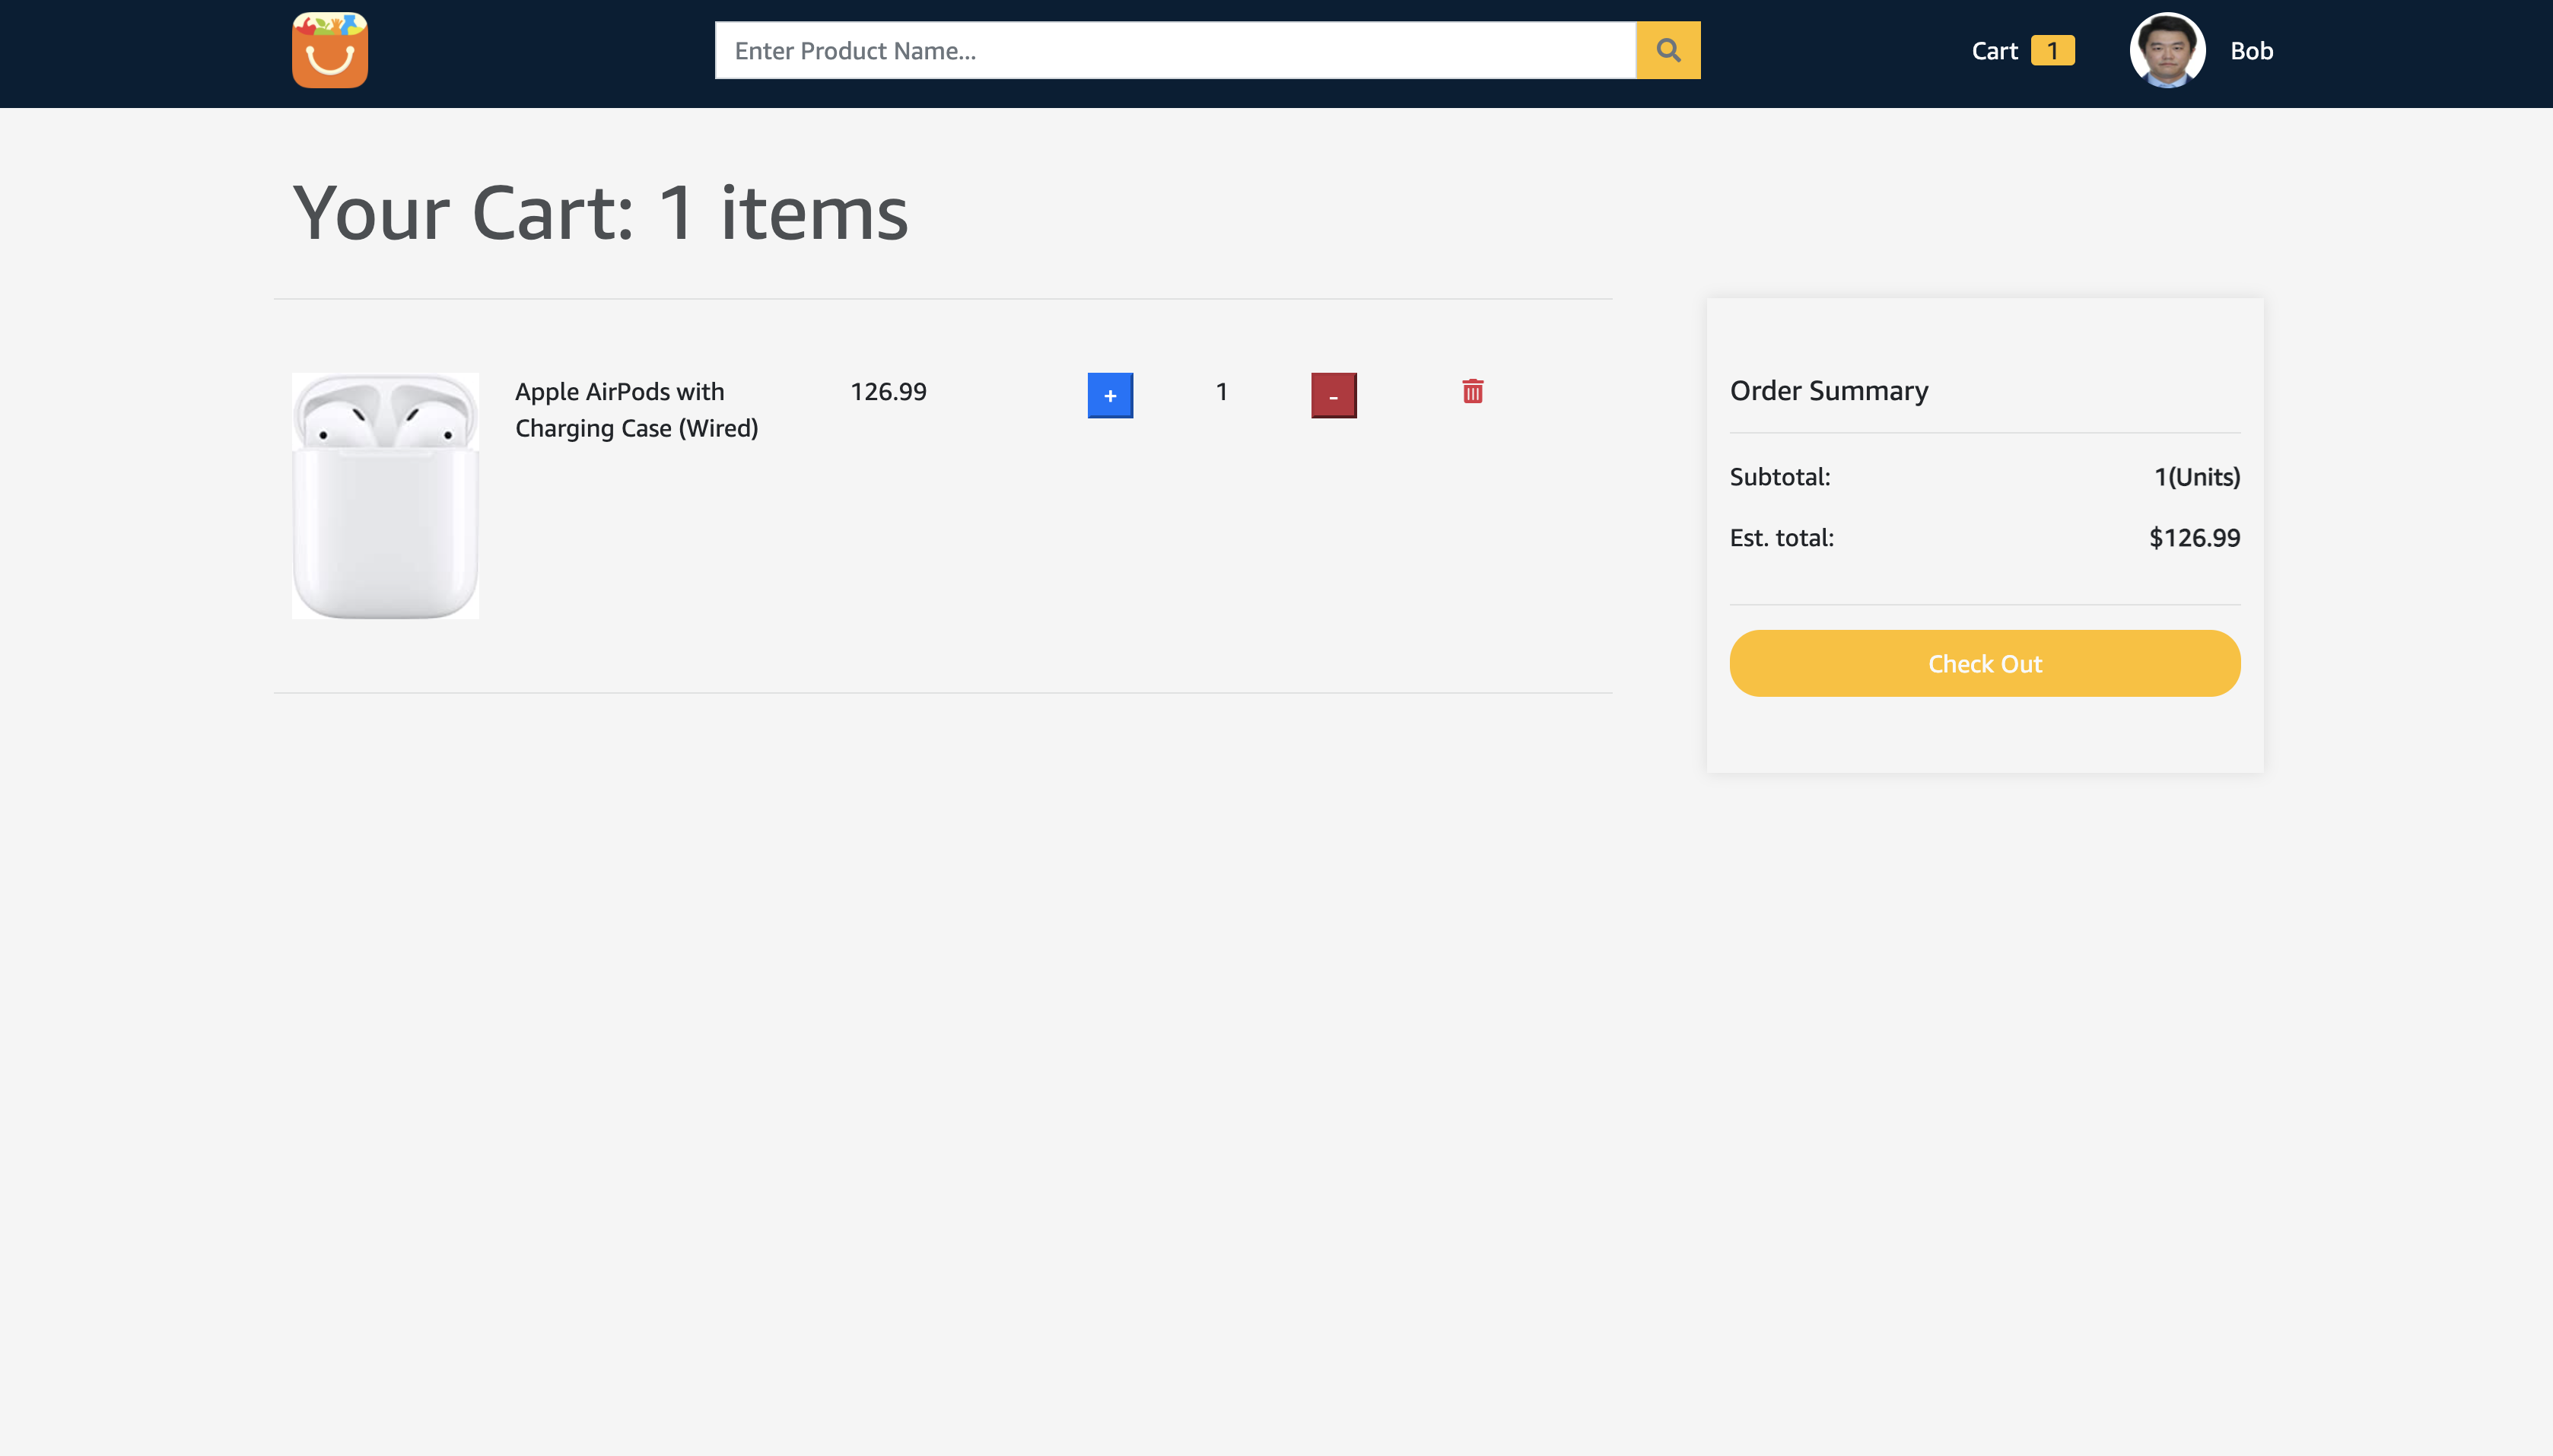 Enter Product Name...
Cart 1
Bob
Your Cart: 1 items
Apple AirPods with
Charging Case (Wired)
126.99
+
1
-
Order Summary
Subtotal: 1(Units)
Est. total: $126.99
Check Out